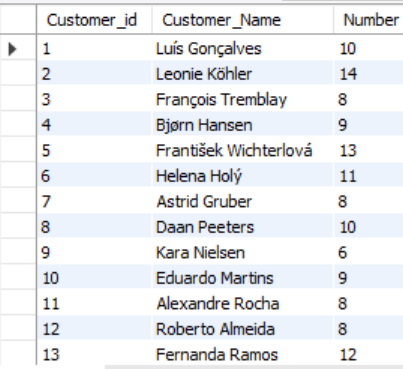 Customer_id Customer_Name Number
1 Luís Gonçalves 10
2 Leonie Köhler 14
3 François Tremblay 8
4 Bjørn Hansen 9
5 František Wichterlová 13
6 Helena Holý 11
7 Astrid Gruber 8
8 Daan Peeters 10
9 Kara Nielsen 6
10 Eduardo Martins 9
11 Alexandre Rocha 8
12 Roberto Almeida 8
13 Fernanda Ramos 12